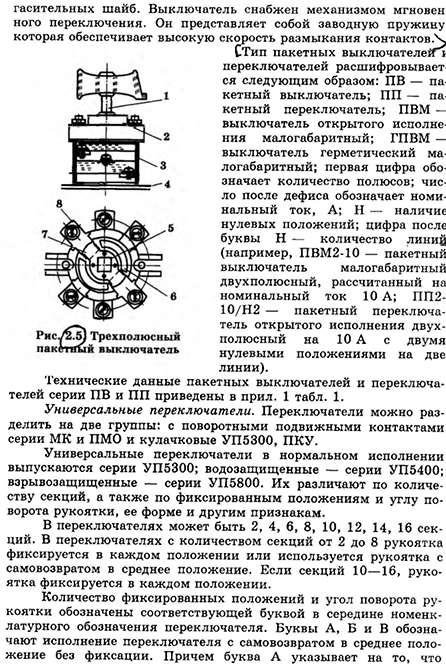 гасительных шайб. Выключатель снабжен механизмом мгновен
ного переключения. Он представляет собой заводную пружину
которая обеспечивает высокую скорость размыкания контактов.
Тип пакетных выключателей и
переключателей расшифровывает
ся следующим образом: ПВ — па
кетный выключатель; ПП — па
кетный переключатель; ПВМ —
выключатель открытого исполне
ния малогабаритный; ГПВМ —
выключатель герметический ма
логабаритный; первая цифра обо
значает количество полюсов; чис
ло после дефиса обозначает номи
нальный ток, А; Н — наличие
нулевых положений; цифра после
буквы Н — количество линий
(например, ПВМ2-10 — пакетный
выключатель малогабаритный
двухполюсный, рассчитанный на
номинальный ток 10 А; ПП2-
10/Н2 — пакетный переключа-
тель открытого исполнения двух-
полюсный на 10 А с двумя
нулевыми положениями на две
линии).
1
2
3
4
8
7
5
6
Рис. 2.5. Трехполюсный
пакетный выключатель
Технические данные пакетных выключателей и переключа-
телей серии ПВ и ПП приведены в прил. 1 табл. 1.
Универсальные переключатели. Переключатели можно раз-
делить на две группы: с поворотными подвижными контактами
серии МК и ПМО и кулачковые УП5300, ПКУ.
Универсальные переключатели в нормальном исполнении
выпускаются серии УП5300; водозащищенные — серии УП5400;
взрывозащищенные — серии УП5800. Их различают по количе-
ству секций, а также по фиксированным положениям и углу по-
ворота рукоятки, ее форме и другим признакам.
В переключателях может быть 2, 4, 6, 8, 10, 12, 14, 16 сек-
ций. В переключателях с количеством секций от 2 до 8 рукоятка
фиксируется в каждом положении или используется рукоятка с
самовозвратом в среднее положение. Если секций 10—16, рукоя-
ятка фиксируется в каждом положении.
Количество фиксированных положений и угол поворота ру-
коятки обозначены соответствующей буквой в середине номенк-
латурного обозначения переключателя. Буквы А, Б и В обозна-
чают исполнение переключателя с самовозвратом в среднее поло-
жение без фиксации. Причем буква А указывает на то, что